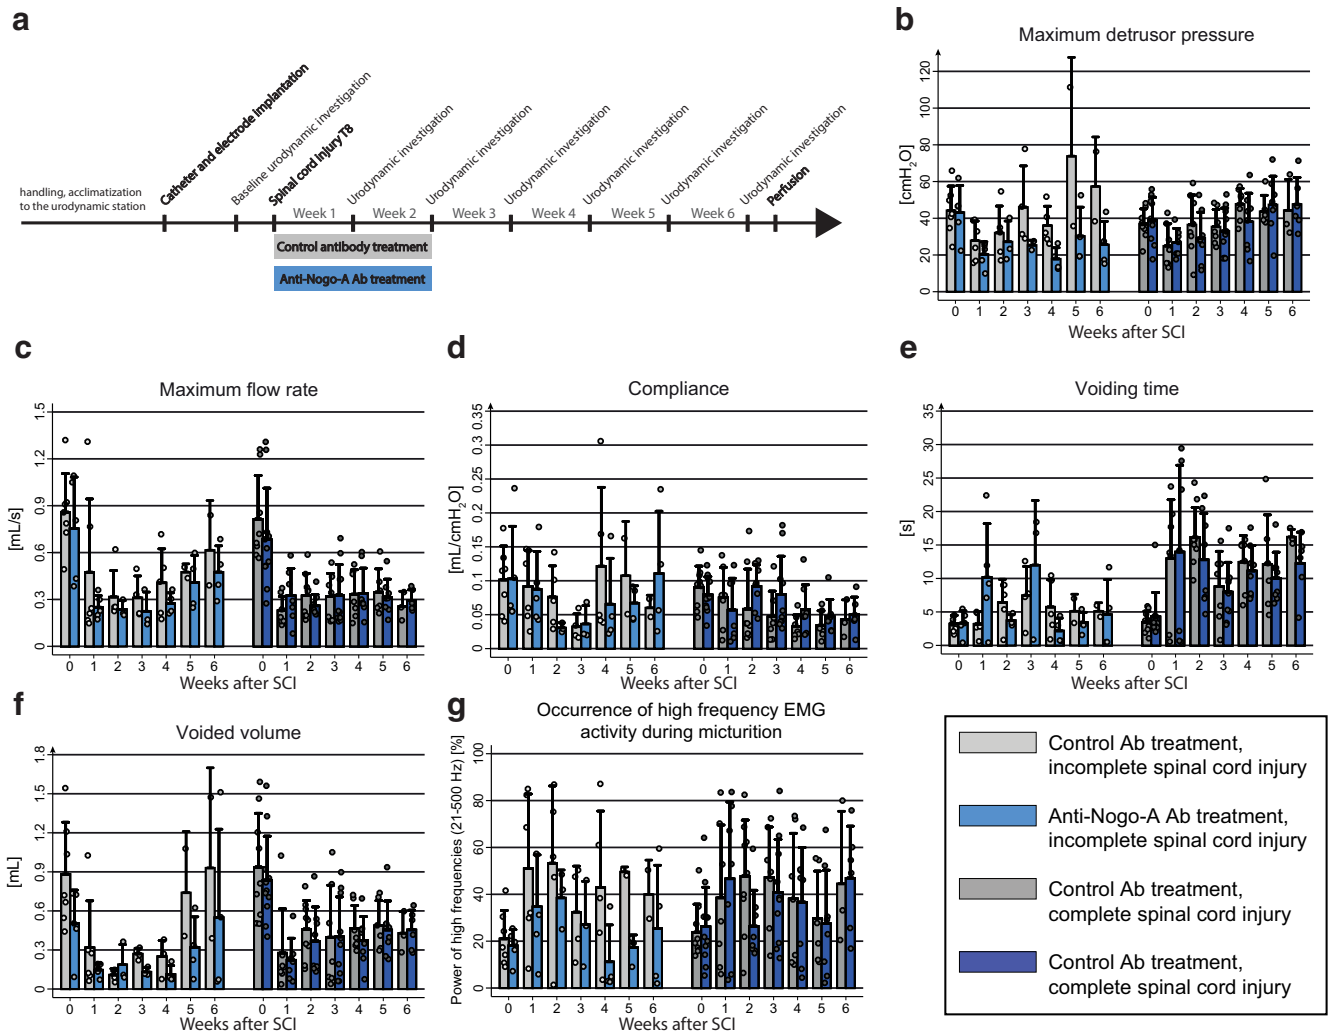 a
handling, acclimatization
to the urodynamic station
Catheter and electrode implantation
Baseline urodynamic investigation
Spinal cord injury T8
Urodynamic investigation
Urodynamic investigation
Urodynamic investigation
Urodynamic investigation
Urodynamic investigation
Urodynamic investigation
Perfusion
Week 1
Week 2
Week 3
Week 4
Week 5
Week 6
Control antibody treatment
Anti-Nogo-A Ab treatment
b
Maximum detrusor pressure
[cmH₂O]
120
100
80
60
40
20
0
0 1 2 3 4 5 6 0 1 2 3 4 5 6
Weeks after SCI
c
Maximum flow rate
[mL/s]
1.5
1.2
0.9
0.6
0.3
0
0 1 2 3 4 5 6 0 1 2 3 4 5 6
Weeks after SCI
d
Compliance
[mL/cmH₂O]
0.35
0.3
0.25
0.2
0.15
0.1
0.05
0
0 1 2 3 4 5 6 0 1 2 3 4 5 6
Weeks after SCI
e
Voiding time
[s]
35
30
25
20
15
10
5
0
0 1 2 3 4 5 6 0 1 2 3 4 5 6
Weeks after SCI
f
Voided volume
[mL]
1.8
1.5
1.2
0.9
0.6
0.3
0
0 1 2 3 4 5 6 0 1 2 3 4 5 6
Weeks after SCI
g
Occurrence of high frequency EMG
activity during micturition
Power of high frequencies (21-500 Hz) [%]
100
80
60
40
20
0
0 1 2 3 4 5 6 0 1 2 3 4 5 6
Weeks after SCI
Control Ab treatment,
incomplete spinal cord injury
Anti-Nogo-A Ab treatment,
incomplete spinal cord injury
Control Ab treatment,
complete spinal cord injury
Control Ab treatment,
complete spinal cord injury